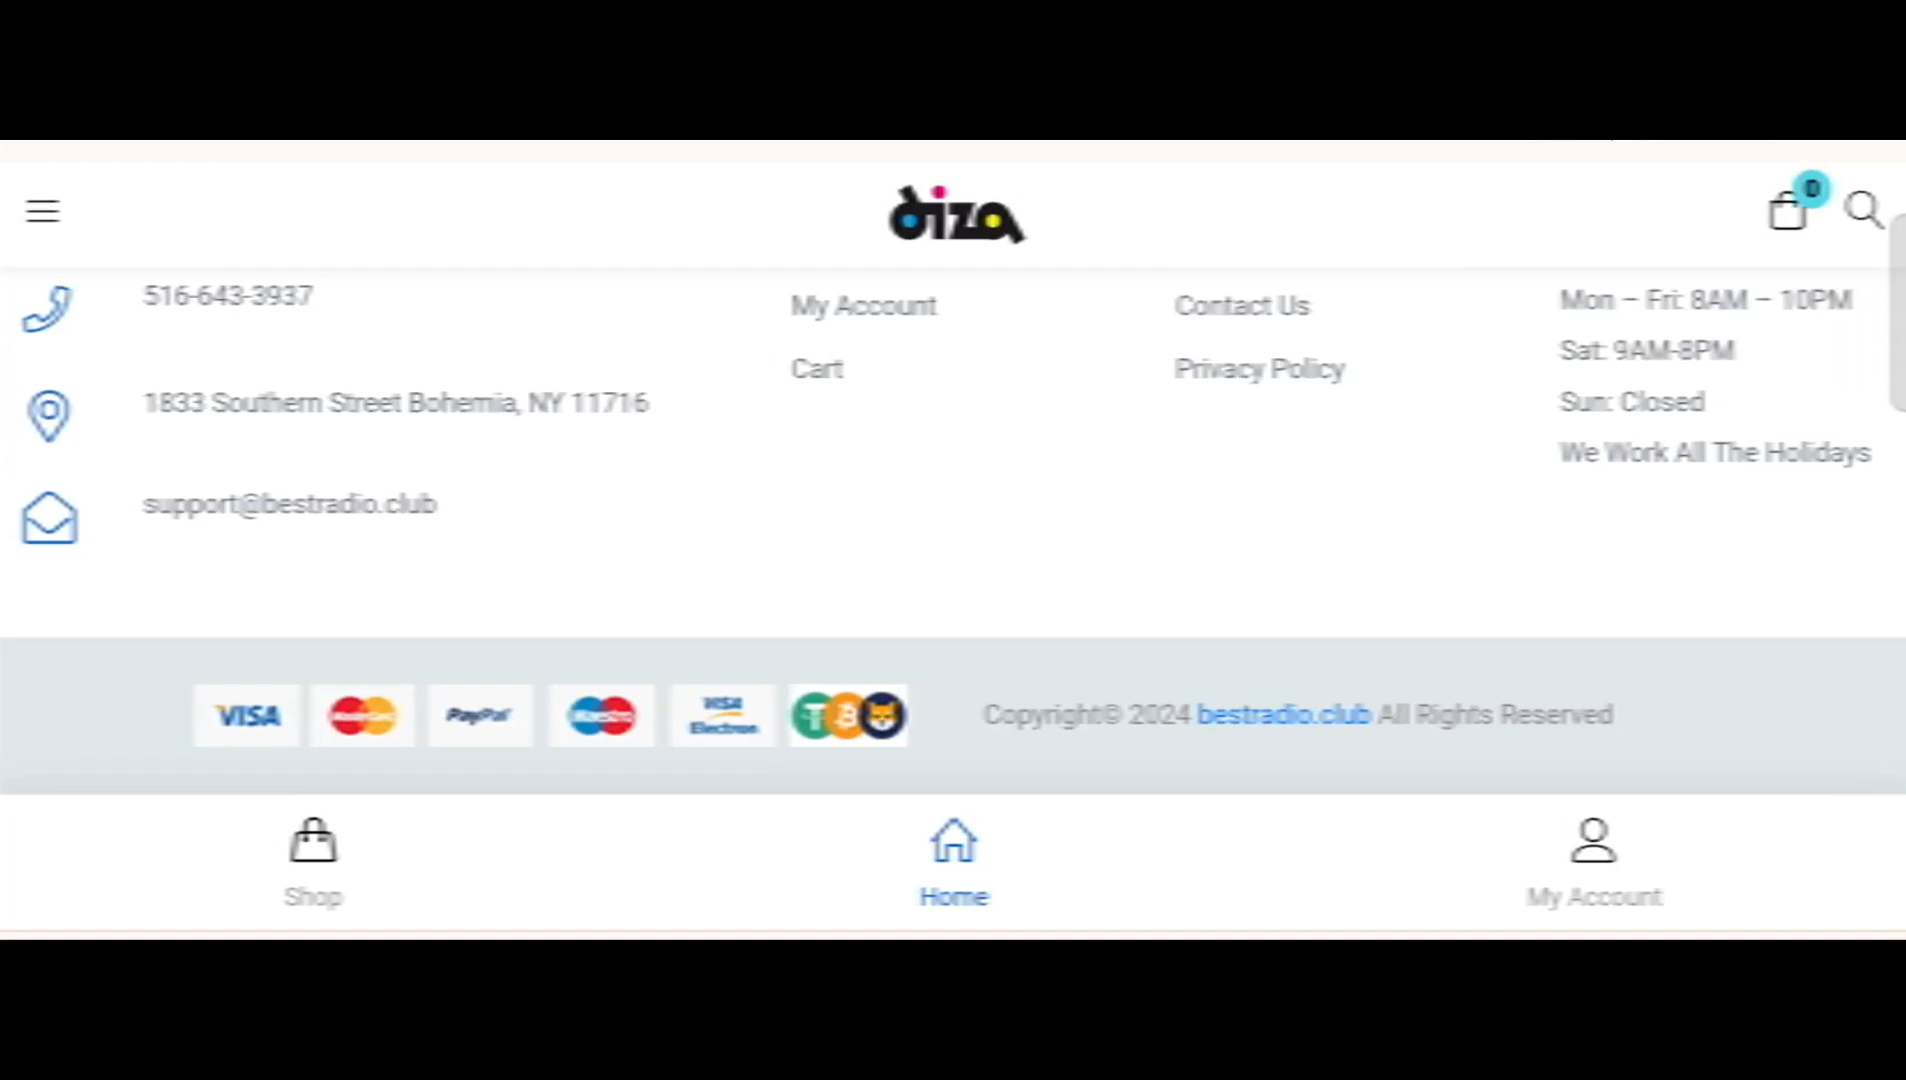 diza
0
516-643-3937
My Account
Contact Us
Mon – Fri: 8AM – 10PM
Sat: 9AM-8PM
Cart
Privacy Policy
1833 Southern Street Bohemia, NY 11716
Sun: Closed
We Work All The Holidays
support@bestradio.club
VISA
MasterCard
PayPal
Maestro
VISA
Electron
Copyright© 2024 bestradio.club All Rights Reserved
Shop
Home
My Account